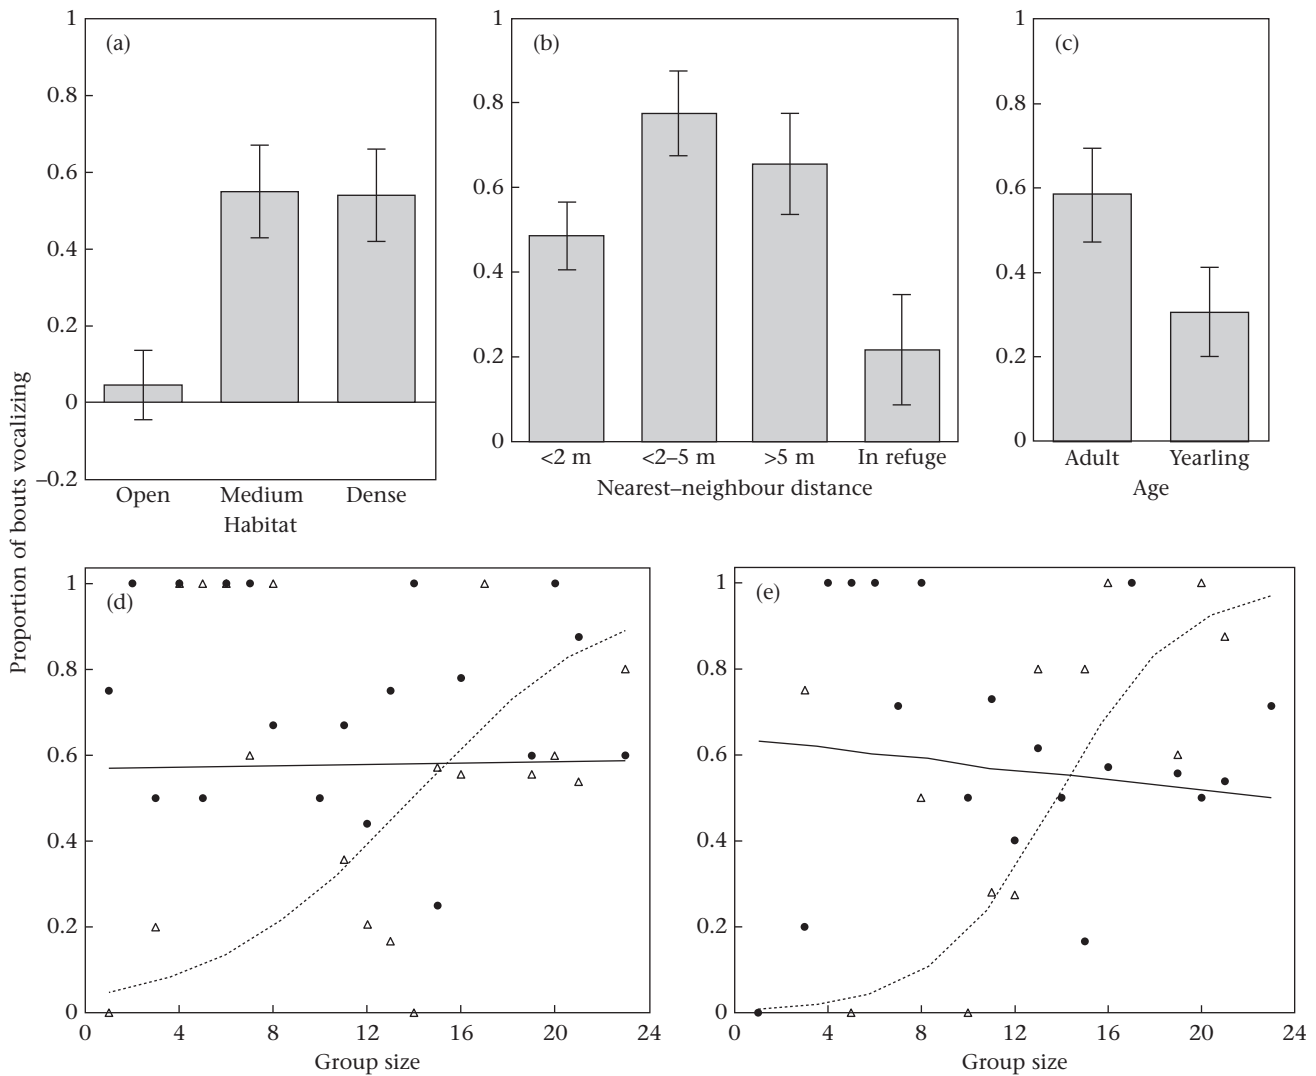 Proportion of bouts vocalizing
(a)
1
0.8
0.6
0.4
0.2
0
–0.2
Open
Medium
Dense
Habitat
(b)
1
0.8
0.6
0.4
0.2
0
<2 m
<2–5 m
>5 m
In refuge
Nearest–neighbour distance
(c)
1
0.8
0.6
0.4
0.2
0
Adult
Yearling
Age
(d)
1
0.8
0.6
0.4
0.2
0
0 4 8 12 16 20 24
Group size
(e)
1
0.8
0.6
0.4
0.2
0
0 4 8 12 16 20 24
Group size